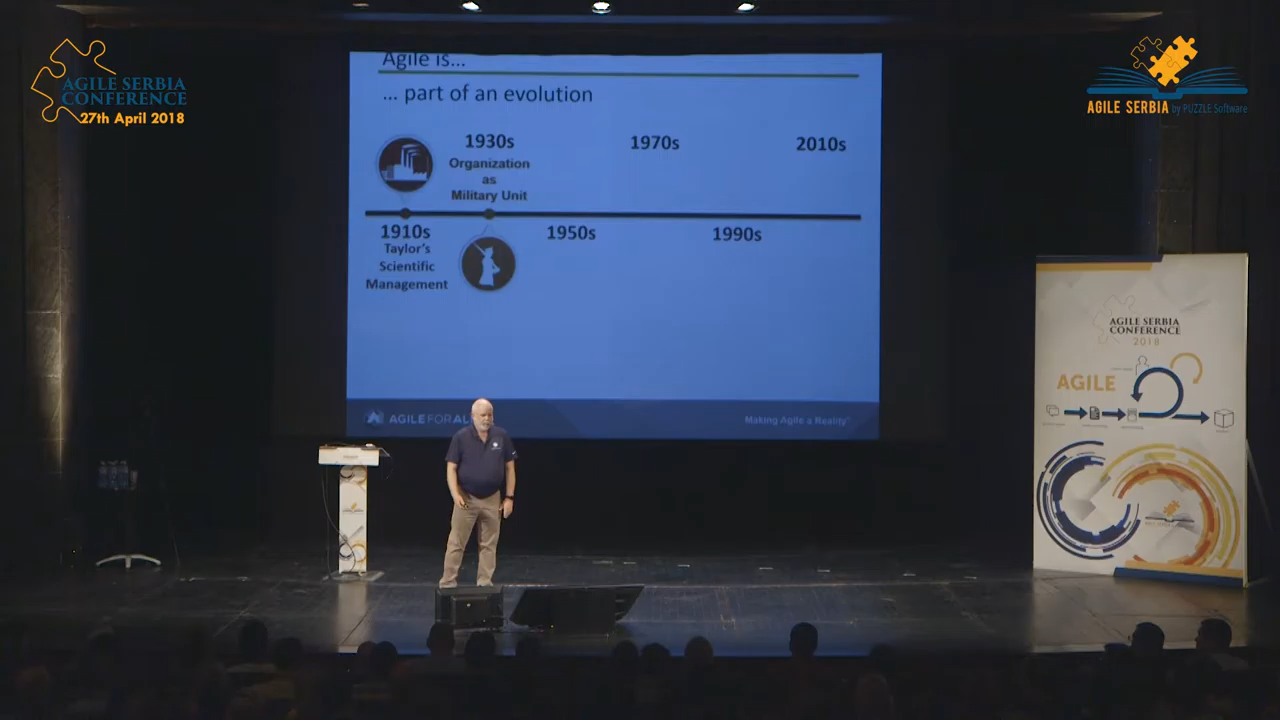 AGILE SERBIA
CONFERENCE
27th April 2018
Agile is...
... part of an evolution
1930s
Organization
as
Military Unit
1970s
2010s
1910s
Taylor's
Scientific
Management
1950s
1990s
AGILEFORAL
Making Agile a Reality
AGILE SERBIA by PUZZLE Software
AGILE SERBIA
CONFERENCE
2018
AGILE